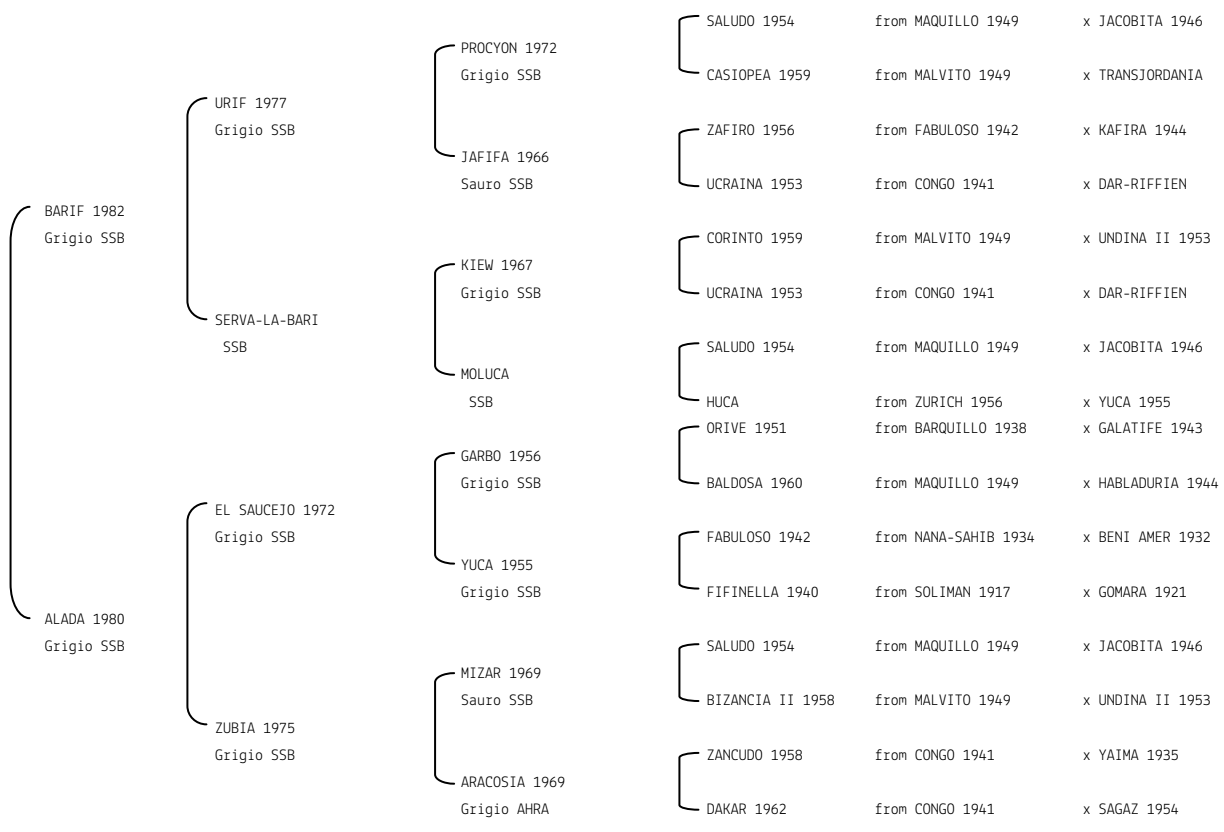 SALUDO 1954 from MAQUILLO 1949 x JACOBITA 1946
PROCYON 1972
Grigio SSB CASIOPEA 1959 from MALVITO 1949 x TRANSJORDANIA
URIF 1977
Grigio SSB ZAFIRO 1956 from FABULOSO 1942 x KAFIRA 1944
JAFIFA 1966
Sauro SSB UCRAINA 1953 from CONGO 1941 x DAR-RIFFIEN
BARIF 1982
Grigio SSB CORINTO 1959 from MALVITO 1949 x UNDINA II 1953
KIEW 1967
Grigio SSB UCRAINA 1953 from CONGO 1941 x DAR-RIFFIEN
SERVA-LA-BARI
SSB SALUDO 1954 from MAQUILLO 1949 x JACOBITA 1946
MOLUCA
SSB HUCA from ZURICH 1956 x YUCA 1955
ORIVE 1951 from BARQUILLO 1938 x GALATIFE 1943
GARBO 1956
Grigio SSB BALDOSA 1960 from MAQUILLO 1949 x HABLADURIA 1944
EL SAUCEJO 1972
Grigio SSB FABULOSO 1942 from NANA-SAHIB 1934 x BENI AMER 1932
YUCA 1955
Grigio SSB FIFINELLA 1940 from SOLIMAN 1917 x GOMARA 1921
ALADA 1980
Grigio SSB SALUDO 1954 from MAQUILLO 1949 x JACOBITA 1946
MIZAR 1969
Sauro SSB BIZANCIA II 1958 from MALVITO 1949 x UNDINA II 1953
ZUBIA 1975
Grigio SSB ZANCUDO 1958 from CONGO 1941 x YAIMA 1935
ARACOSIA 1969
Grigio AHRA DAKAR 1962 from CONGO 1941 x SAGAZ 1954